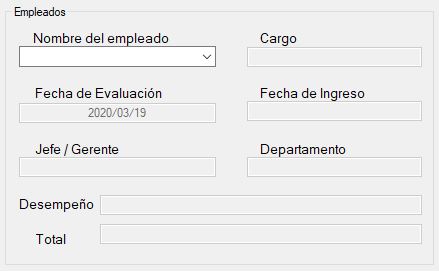 Empleados
Nombre del empleado
Cargo
Fecha de Evaluación
Fecha de Ingreso
2020/03/19
Jefe / Gerente
Departamento
Desempeño
Total